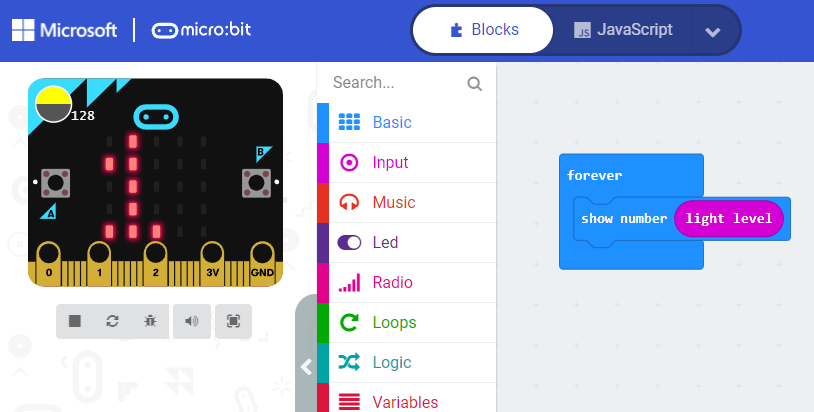 Microsoft micro:bit Blocks JS JavaScript
128
B
A
0 1 2 3V GND
Search...
Basic
Input
Music
Led
Radio
Loops
Logic
Variables
forever
show number light level